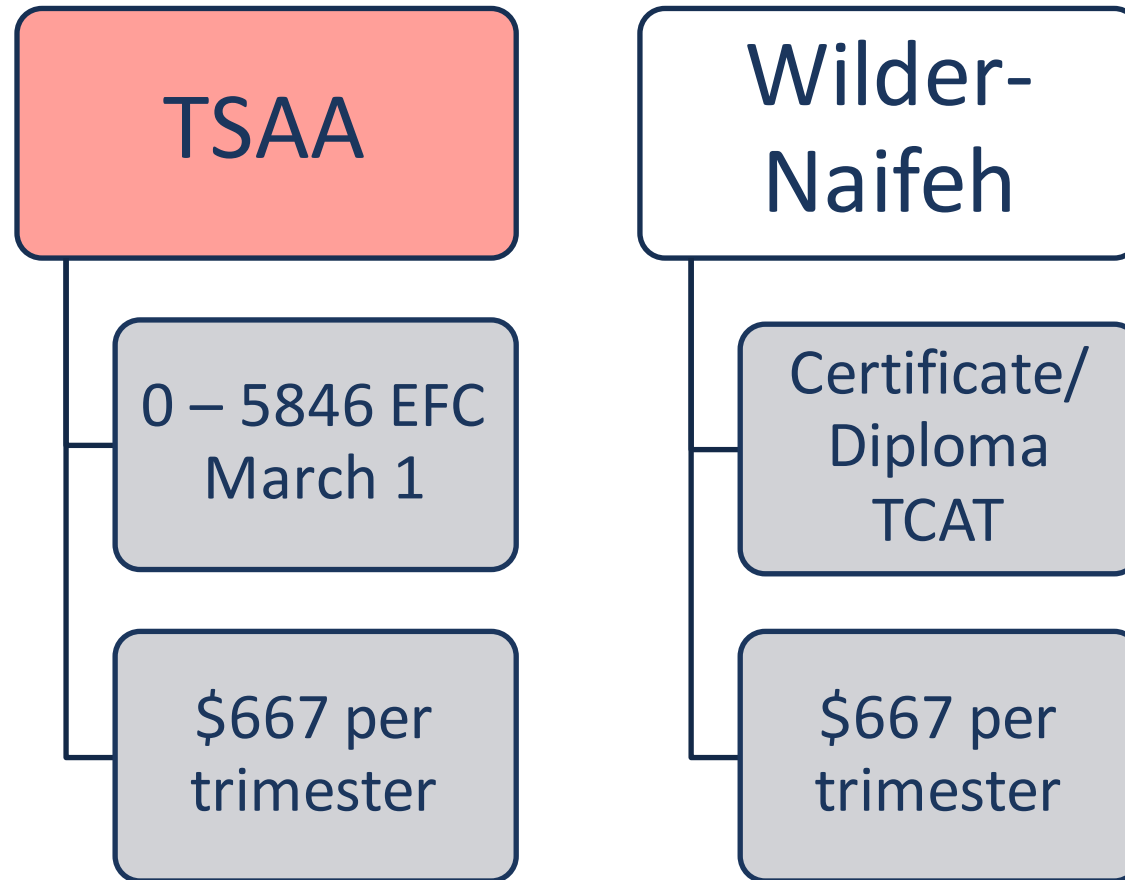 TSAA
0 – 5846 EFC
March 1
$667 per
trimester
Wilder-
Naifeh
Certificate/
Diploma
TCAT
$667 per
trimester